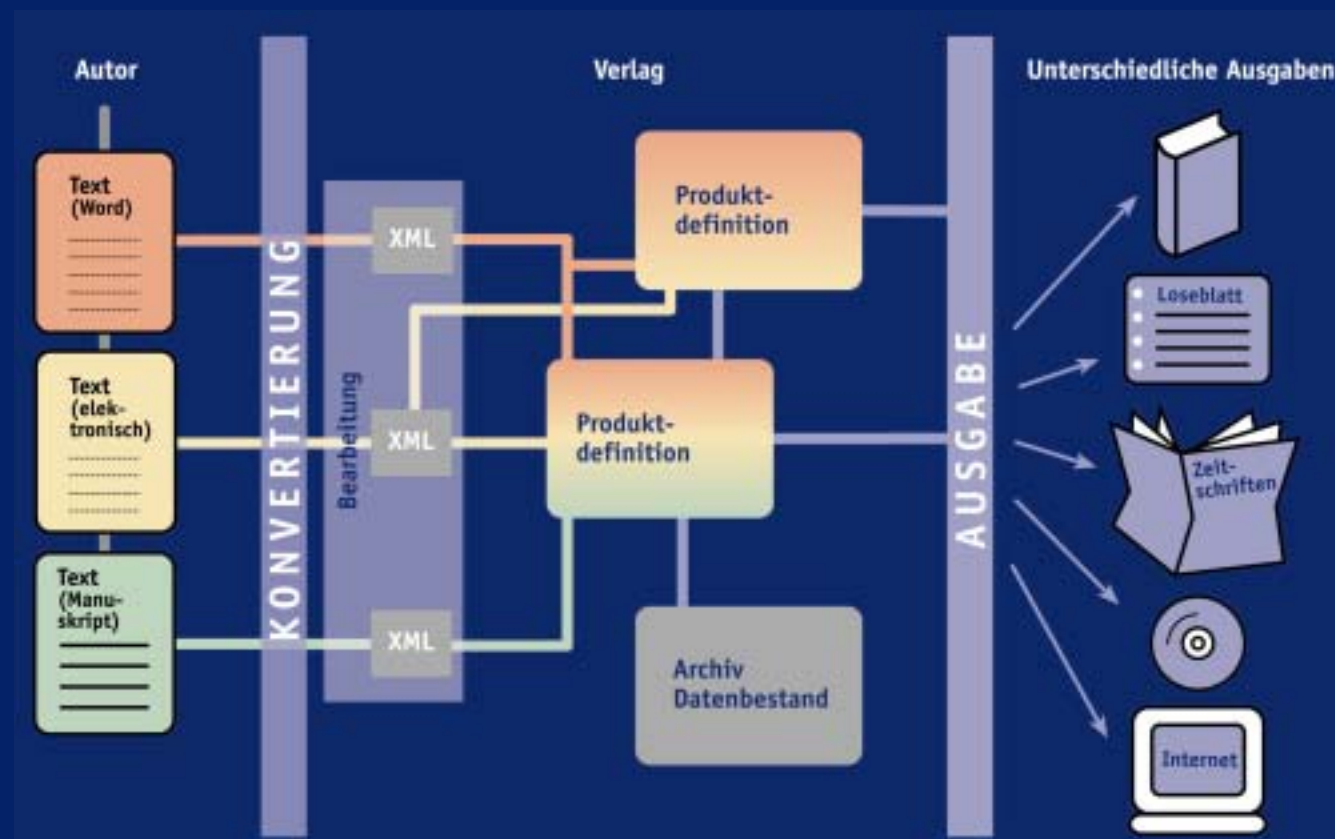 Autor
Verlag
Unterschiedliche Ausgaben
Text
(Word)
Text
(elek-
tronisch)
Text
(Manu-
skript)
KONVERTIERUNG
Bearbeitung
XML
XML
XML
Produkt-
definition
Produkt-
definition
Archiv
Datenbestand
AUSGABE
Loseblatt
Zeit-
schriften
Internet